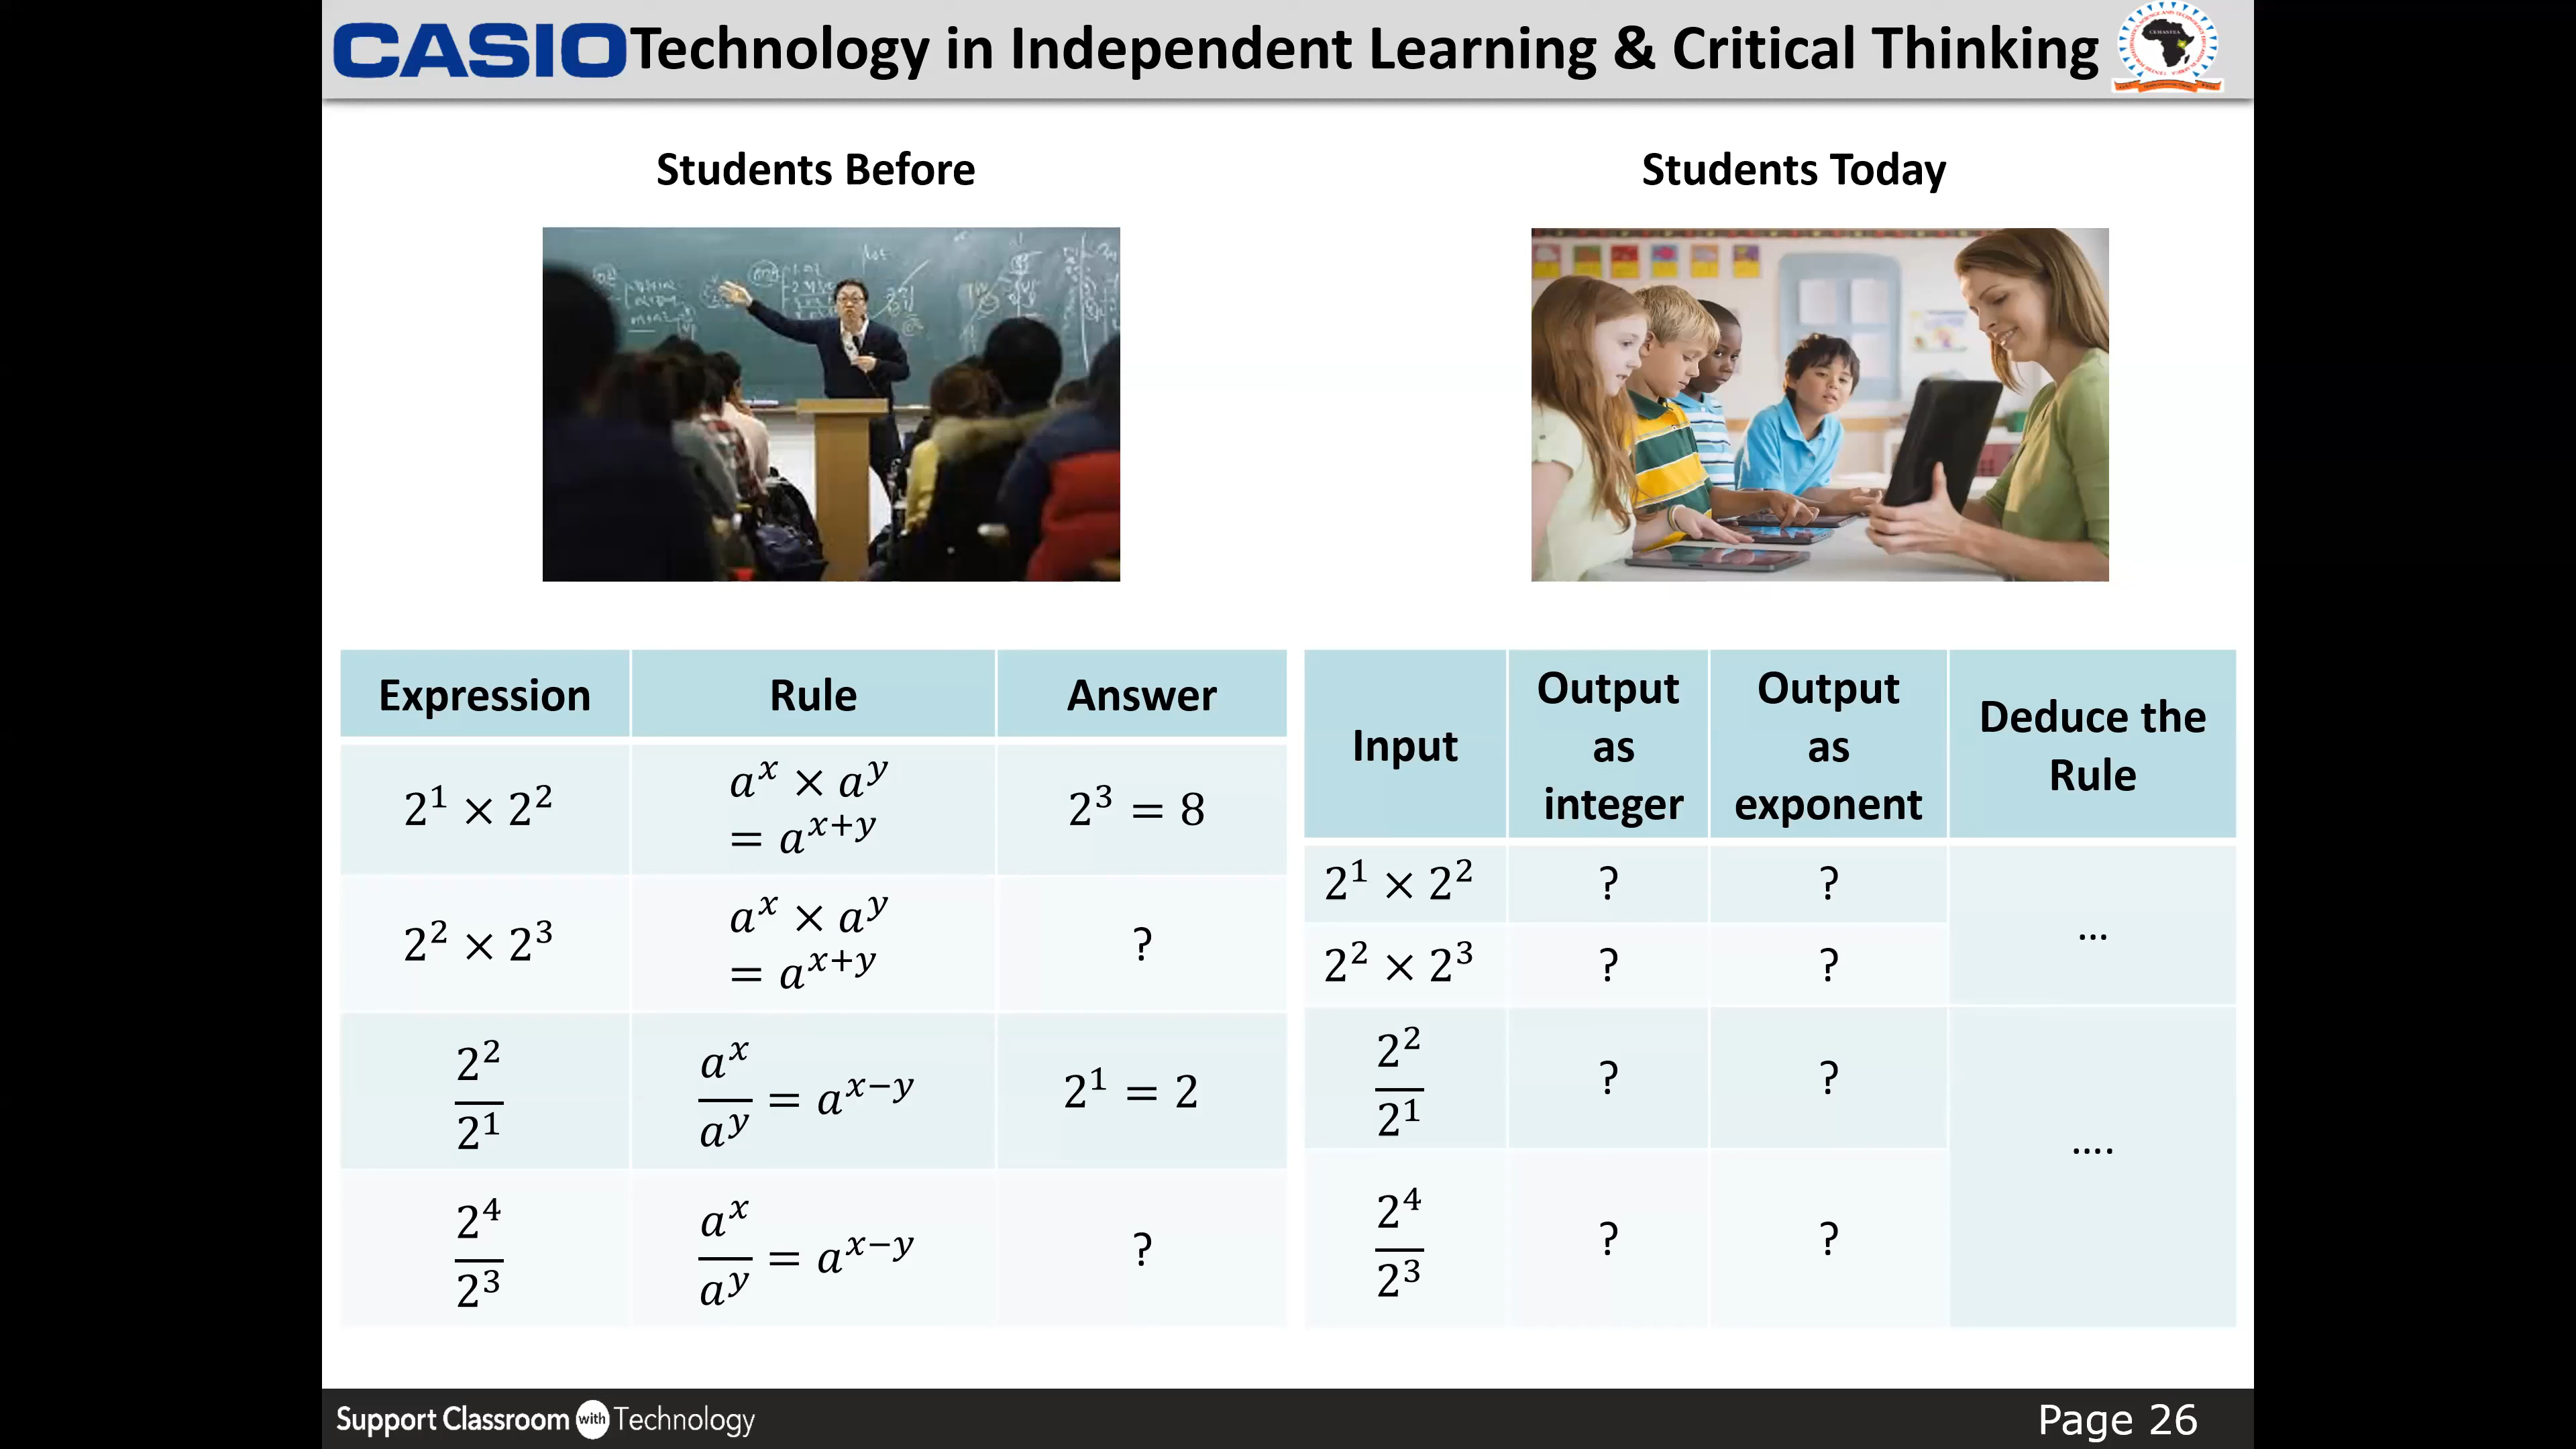 CASIO Technology in Independent Learning & Critical Thinking
CEMASTEA
Students Before
Students Today
Expression Rule Answer
2¹ × 2² aˣ × aʸ = aˣ⁺ʸ 2³ = 8
2² × 2³ aˣ × aʸ = aˣ⁺ʸ ?
2²/2¹ aˣ/aʸ = aˣ⁻ʸ 2¹ = 2
2⁴/2³ aˣ/aʸ = aˣ⁻ʸ ?
Input Output as integer Output as exponent Deduce the Rule
2¹ × 2² ? ? ...
2² × 2³ ? ?
2²/2¹ ? ? ....
2⁴/2³ ? ?
Support Classroom with Technology
Page 26